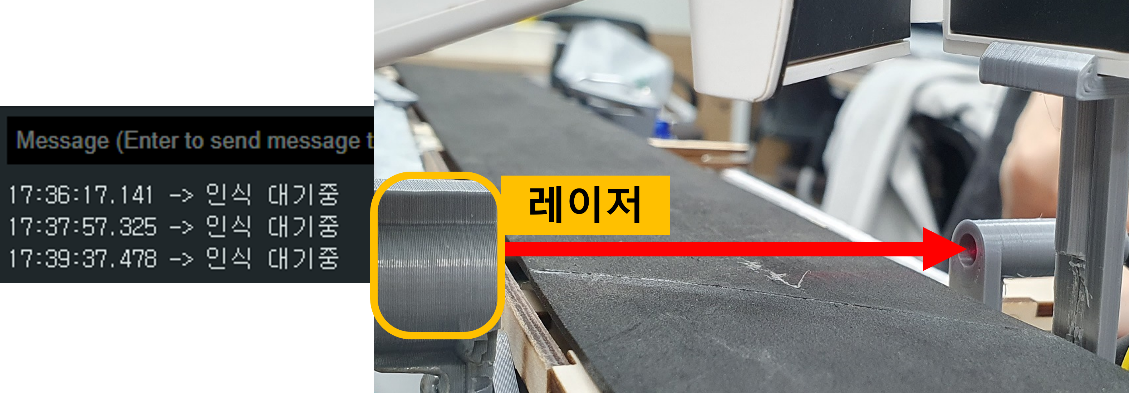 Message (Enter to send message t
17:36:17.141 -> 인식 대기중
17:37:57.325 -> 인식 대기중
17:39:37.478 -> 인식 대기중
레이저